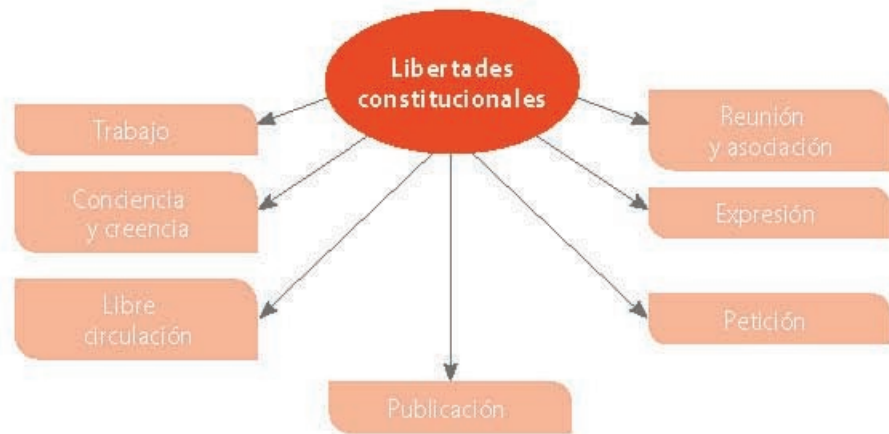 Libertades
constitucionales
Trabajo
Conciencia
y creencia
Libre
circulación
Publicación
Reunión
y asociación
Expresión
Petición